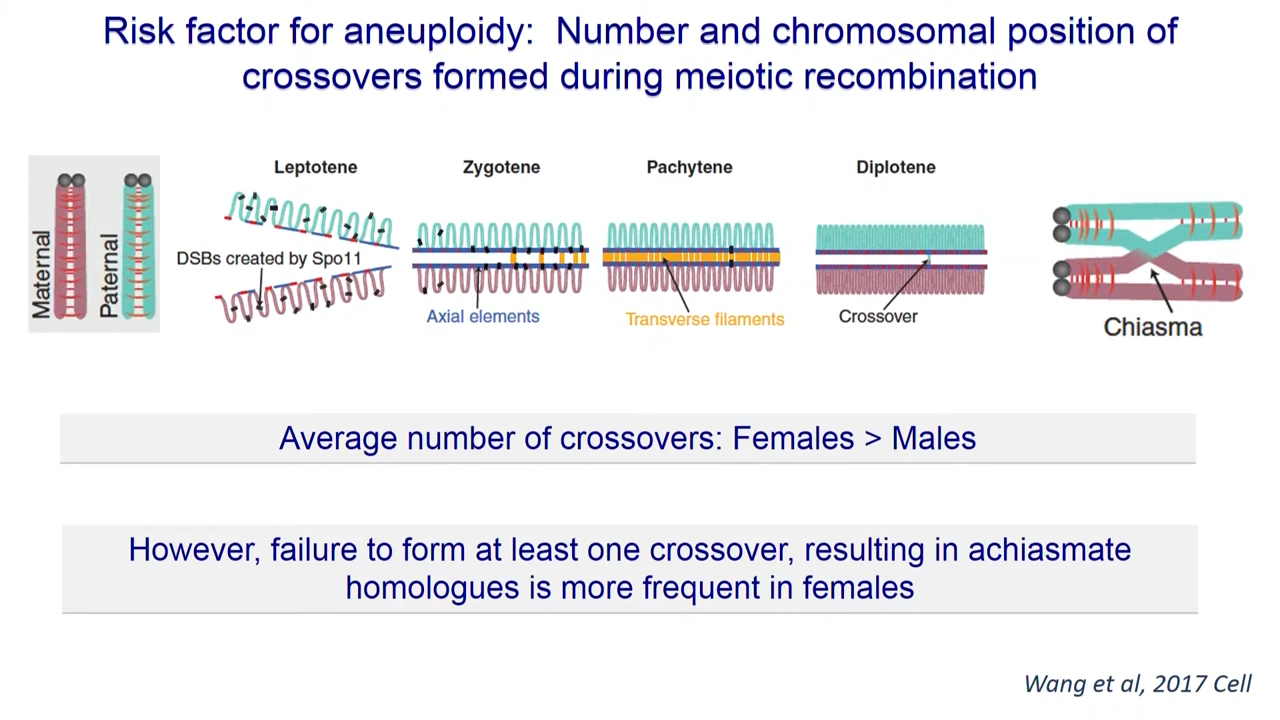 Risk factor for aneuploidy: Number and chromosomal position of
crossovers formed during meiotic recombination
Maternal
Paternal
Leptotene
Zygotene
Pachytene
Diplotene
DSBs created by Spo11
Axial elements
Transverse filaments
Crossover
Chiasma
Average number of crossovers: Females > Males
However, failure to form at least one crossover, resulting in achiasmate
homologues is more frequent in females
Wang et al, 2017 Cell